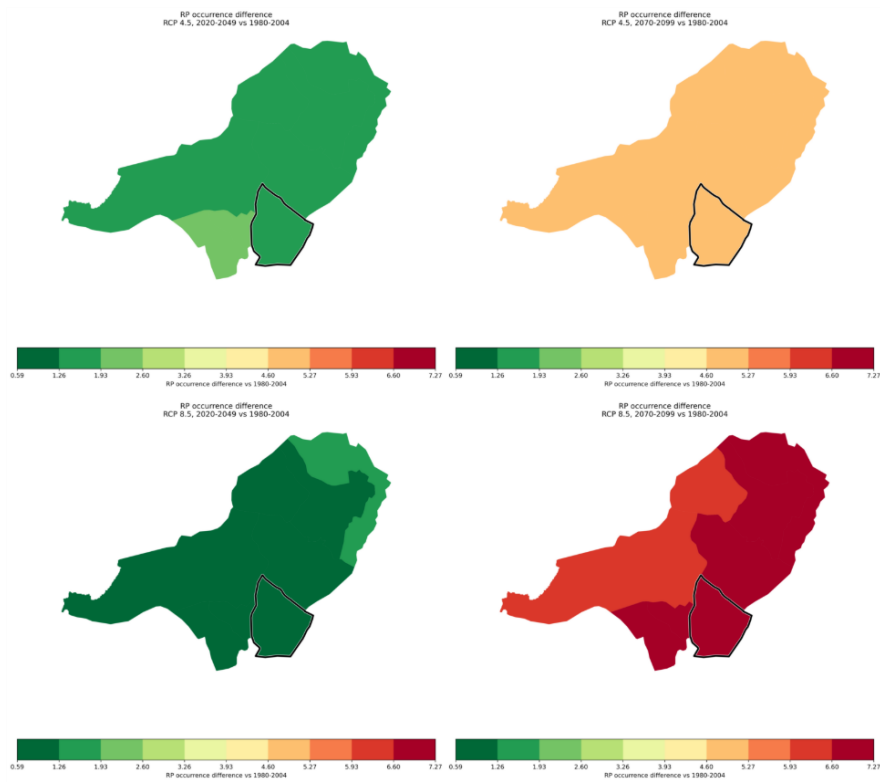 RP occurrence difference
RCP 4.5, 2020-2049 vs 1980-2004
0.59 1.26 1.93 2.60 3.26 3.93 4.60 5.27 5.93 6.60 7.27
RP occurrence difference vs 1980-2004
RP occurrence difference
RCP 4.5, 2070-2099 vs 1980-2004
0.59 1.26 1.93 2.60 3.26 3.93 4.60 5.27 5.93 6.60 7.27
RP occurrence difference vs 1980-2004
RP occurrence difference
RCP 8.5, 2020-2049 vs 1980-2004
0.59 1.26 1.93 2.60 3.26 3.93 4.60 5.27 5.93 6.60 7.27
RP occurrence difference vs 1980-2004
RP occurrence difference
RCP 8.5, 2070-2099 vs 1980-2004
0.59 1.26 1.93 2.60 3.26 3.93 4.60 5.27 5.93 6.60 7.27
RP occurrence difference vs 1980-2004